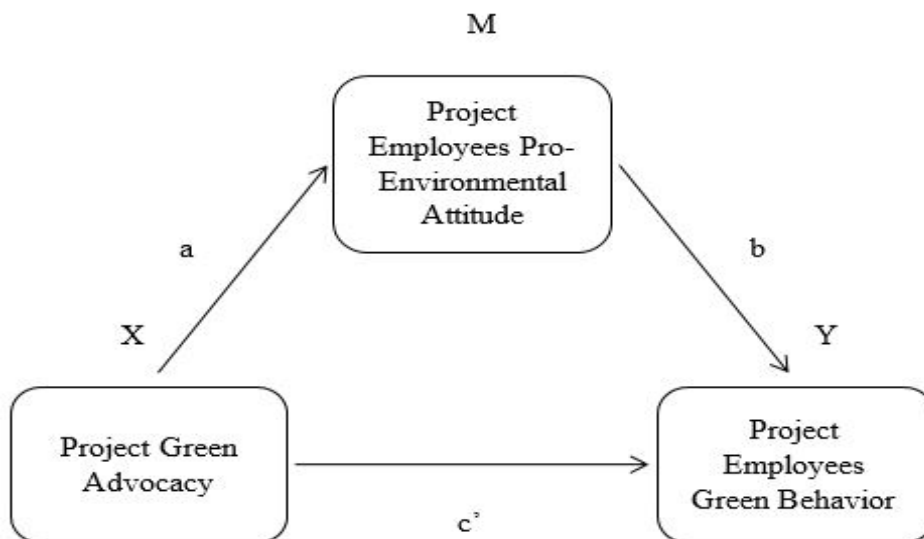 M
Project
Employees Pro-
Environmental
Attitude
a
b
X
Y
Project Green
Advocacy
Project
Employees
Green Behavior
c’